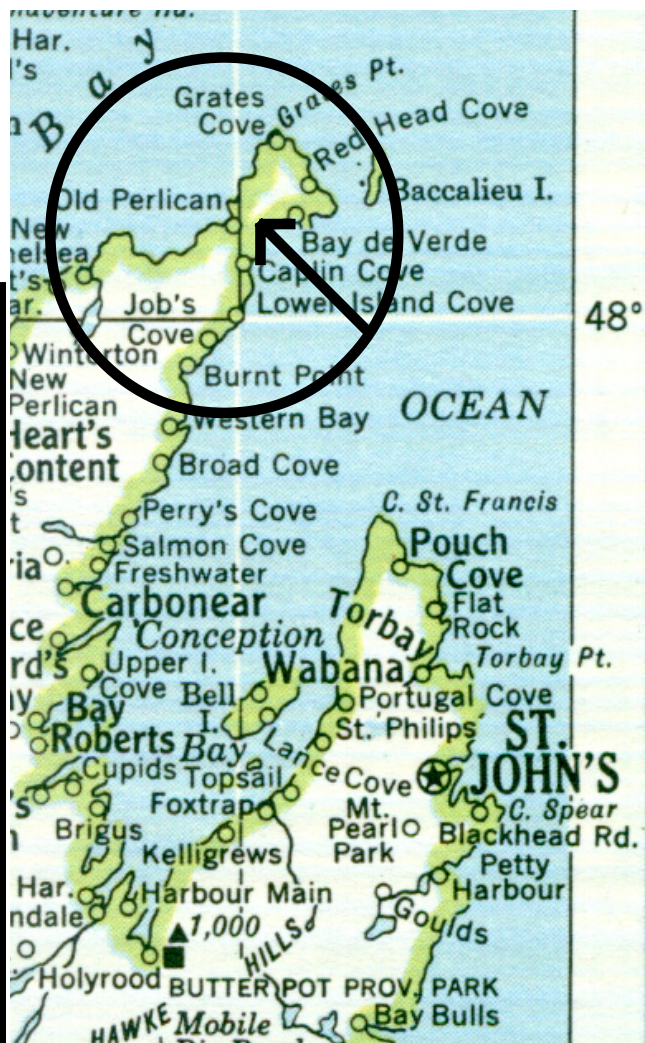 Har.
Bay
Grates
Cove
Grates Pt.
Red Head Cove
Baccalieu I.
Old Perlican
New
Bay de Verde
Caplin Cove
Lower Island Cove
48°
Job's
Cove
ar.
Winterton
New
Perlican
Burnt Point
OCEAN
Western Bay
Heart's
ontent
Broad Cove
C. St. Francis
Perry's Cove
Pouch
Cove
Salmon Cove
Freshwater
Carbonear
Flat
Rock
Torbay
Conception
Bay
Torbay Pt.
Wabana
Upper I.
Cove
Bell
I.
Portugal Cove
St. Philips
Bay
Roberts
ST.
JOHN'S
Lance Cove
Cupids
Topsail
Foxtrap
C. Spear
Mt.
Pearl
Park
Blackhead Rd.
Brigus
Kelligrews
Petty
Harbour
Har.
ndale
Harbour Main
Goulds
1,000
HILLS
Holyrood
BUTTER POT PROV. PARK
HAWKE
Mobile
Bay Bulls